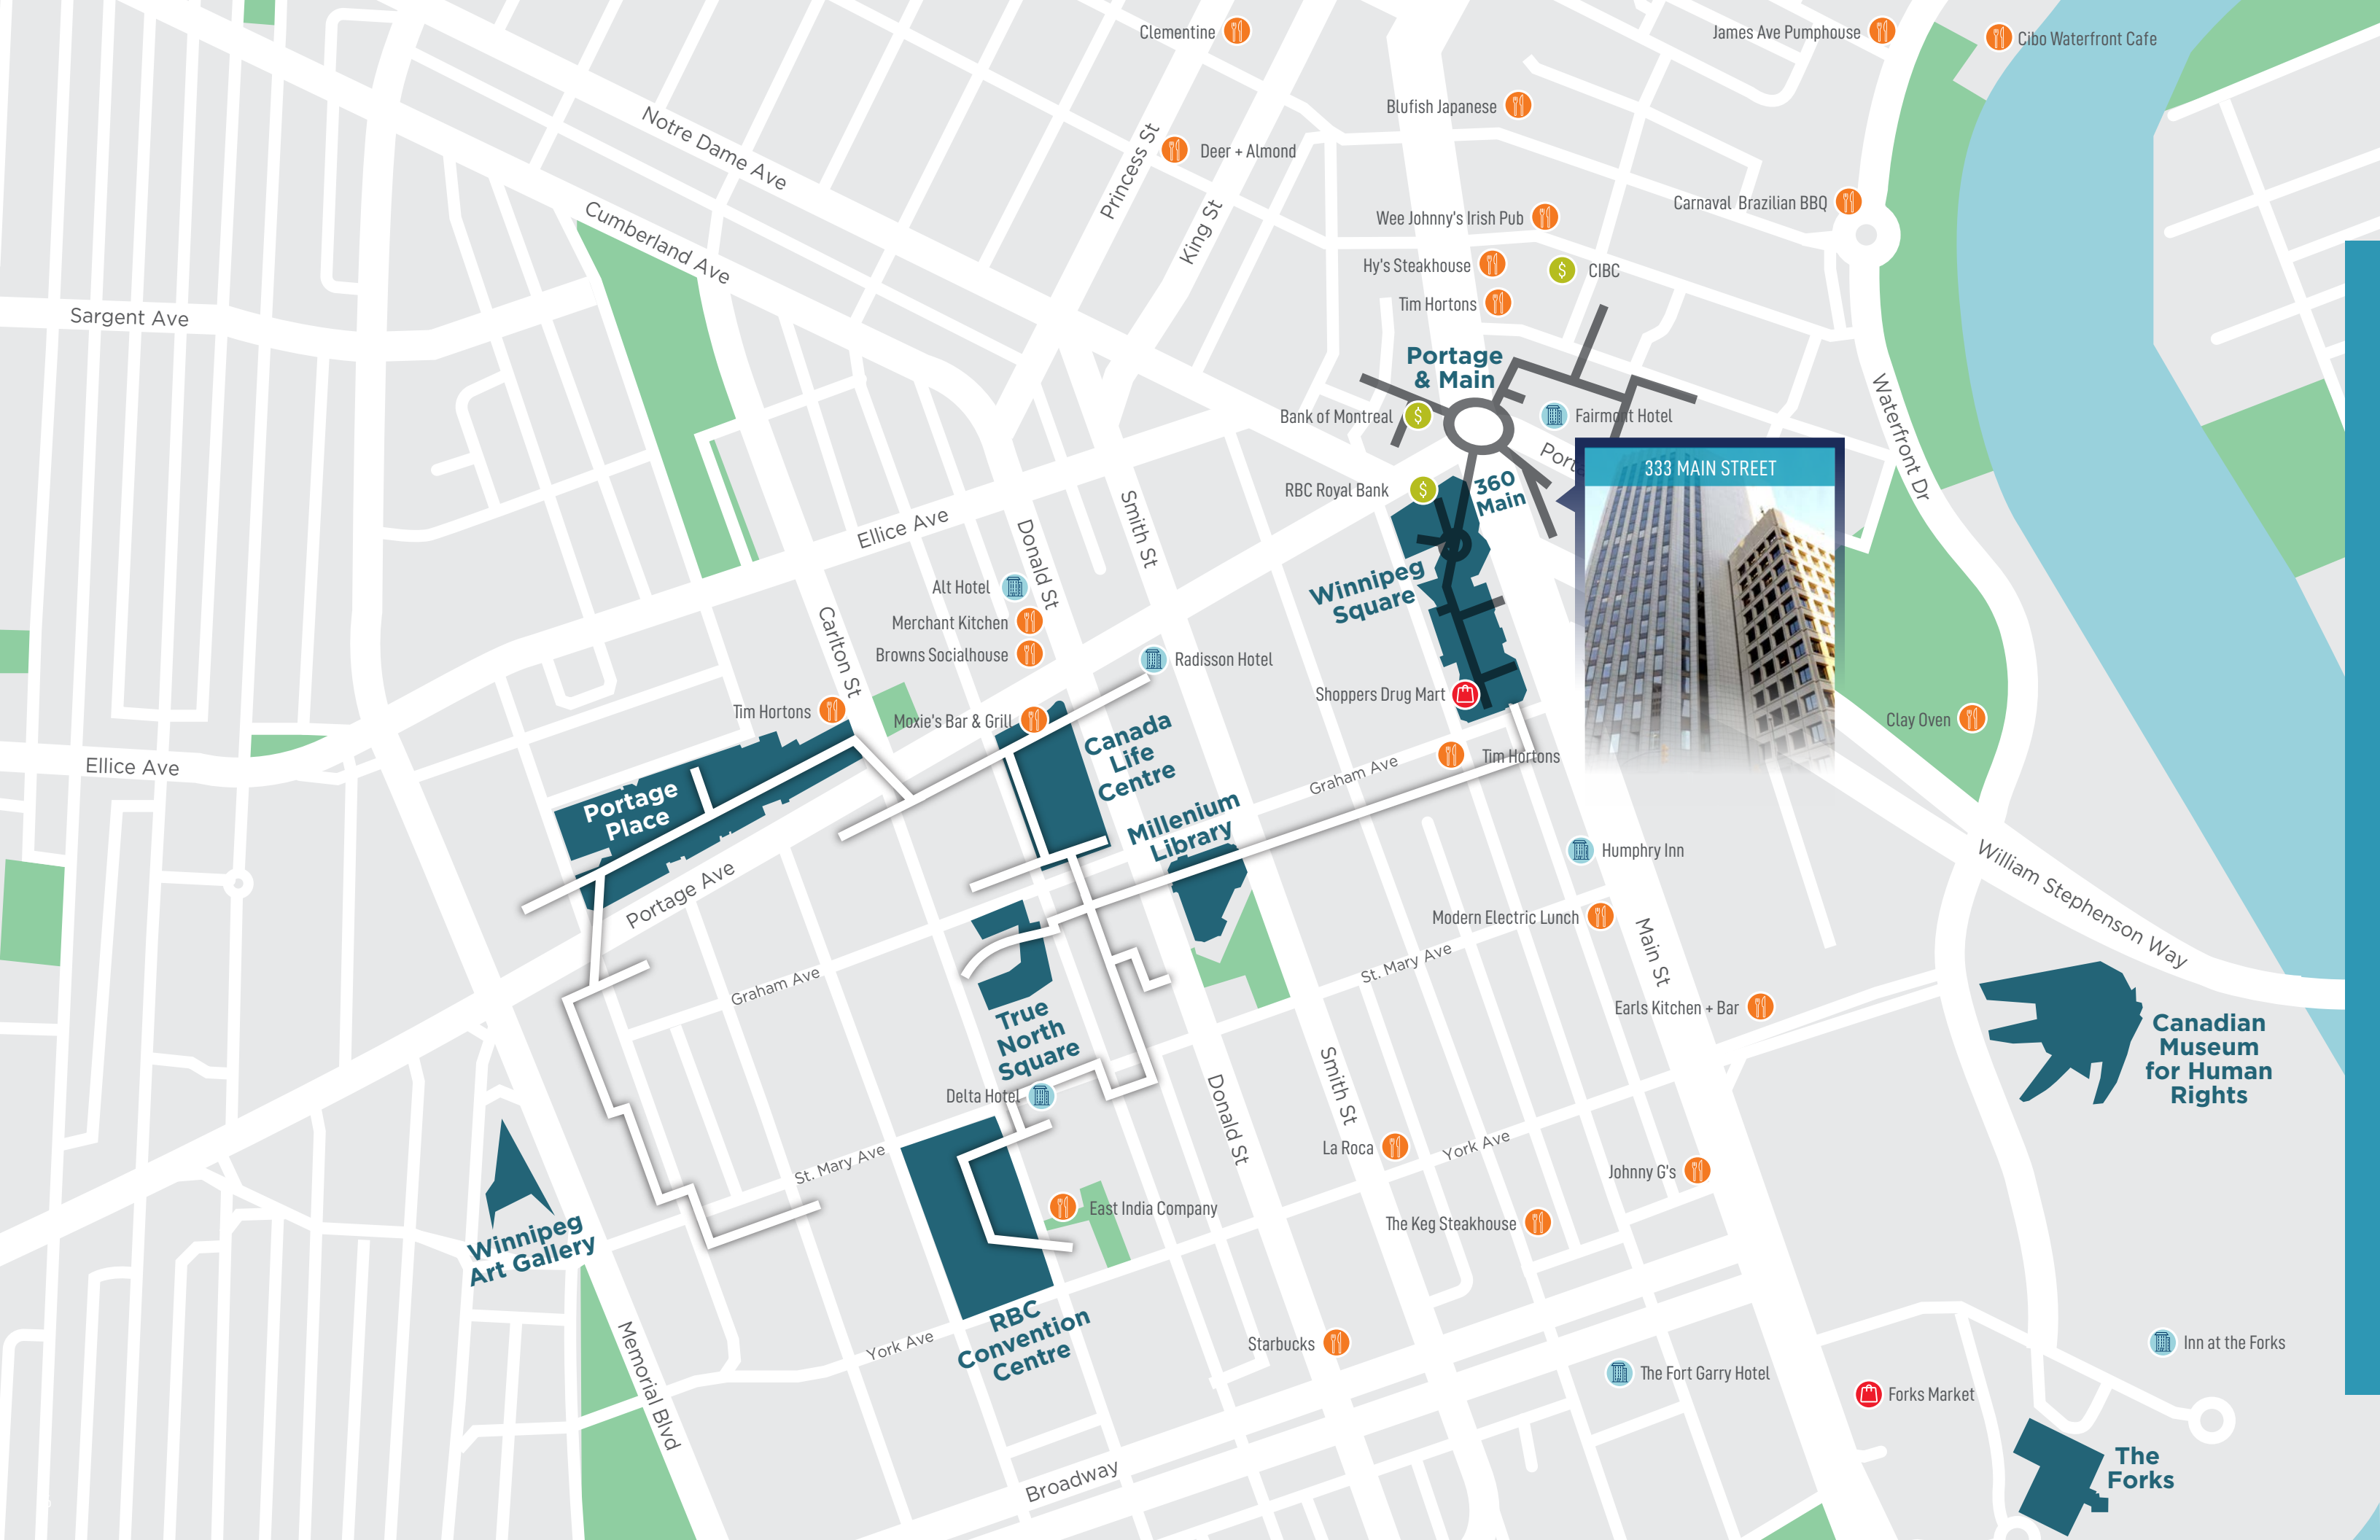 Clementine
James Ave Pumphouse
Cibo Waterfront Cafe
Blufish Japanese
Notre Dame Ave
Princess St
Deer + Almond
Cumberland Ave
King St
Wee Johnny's Irish Pub
Carnaval Brazilian BBQ
Hy's Steakhouse
CIBC
Tim Hortons
Sargent Ave
Portage
& Main
Bank of Montreal
Fairmont Hotel
Waterfront Dr
333 MAIN STREET
RBC Royal Bank
360
Main
Ellice Ave
Donald St
Smith St
Alt Hotel
Winnipeg
Square
Merchant Kitchen
Browns Socialhouse
Carlton St
Radisson Hotel
Shoppers Drug Mart
Tim Hortons
Moxie's Bar & Grill
Clay Oven
Canada
Life
Centre
Tim Hortons
Ellice Ave
Graham Ave
Portage
Place
Millenium
Library
Humphry Inn
Portage Ave
William Stephenson Way
Modern Electric Lunch
Main St
St. Mary Ave
Graham Ave
Earls Kitchen + Bar
True
North
Square
Canadian
Museum
for Human
Rights
Delta Hotel
Smith St
Donald St
La Roca
York Ave
St. Mary Ave
Johnny G's
East India Company
The Keg Steakhouse
Winnipeg
Art Gallery
RBC
Convention
Centre
York Ave
Starbucks
Inn at the Forks
Memorial Blvd
The Fort Garry Hotel
Forks Market
Broadway
The
Forks